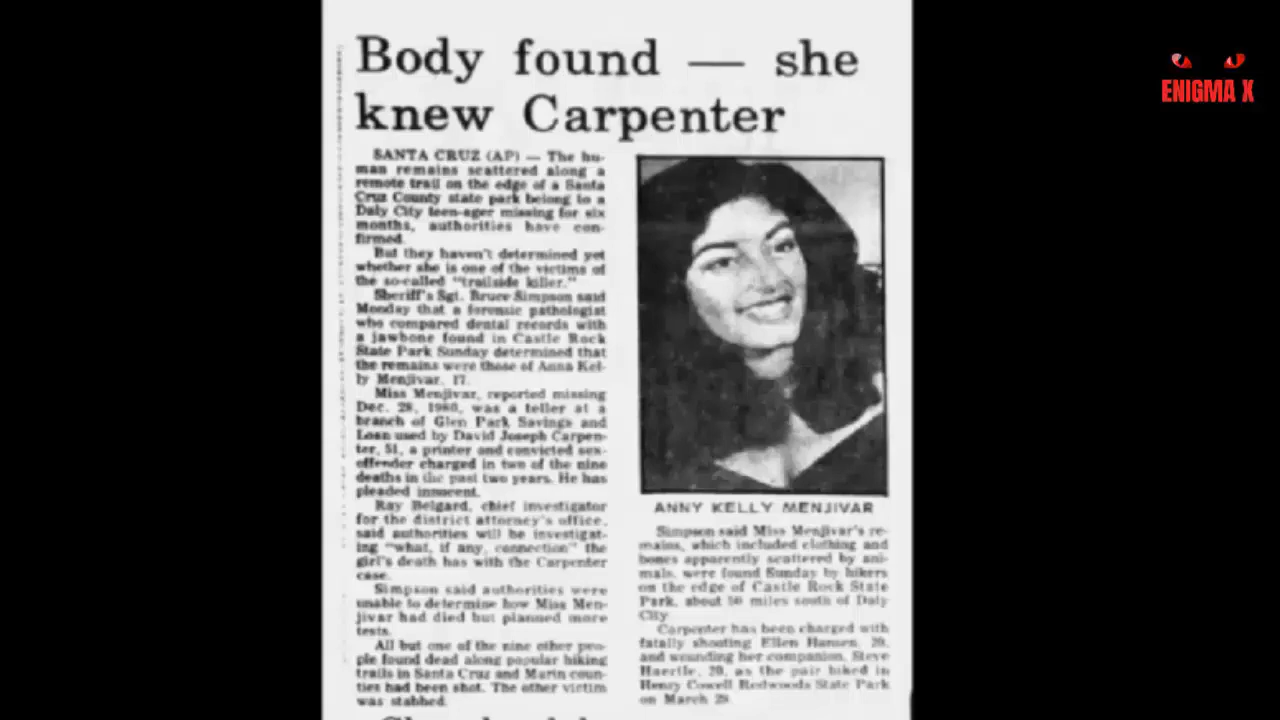 Body found — she
knew Carpenter
SANTA CRUZ (AP) — The hu-
man remains scattered along a
remote trail on the edge of a Santa
Cruz County state park belong to a
Daly City teen-ager missing for six
months, authorities have con-
firmed.
But they haven't determined yet
whether she is one of the victims of
the so-called "trailside killer."
Sheriff's Sgt. Bruce Simpson said
Monday that a forensic pathologist
who compared dental records with
a jawbone found in Castle Rock
State Park Sunday determined that
the remains were those of Anna Kel-
ly Menjivar, 17.
Miss Menjivar, reported missing
Dec. 28, 1980, was a teller at a
branch of Glen Park Savings and
Loan used by David Joseph Carpen-
ter, 51, a printer and convicted sex-
offender charged in two of the nine
deaths in the past two years. He has
pleaded innocent.
Ray Belgard, chief investigator
for the district attorney's office,
said authorities will be investigat-
ing "what, if any, connection" the
girl's death has with the Carpenter
case.
Simpson said authorities were
unable to determine how Miss Men-
jivar had died but planned more
tests.
All but one of the nine other peo-
ple found dead along popular hiking
trails in Santa Cruz and Marin coun-
ties had been shot. The other victim
was stabbed.
ANNY KELLY MENJIVAR
Simpson said Miss Menjivar's re-
mains, which included clothing and
bones apparently scattered by ani-
mals, were found Sunday by hikers
on the edge of Castle Rock State
Park, about 50 miles south of Daly
City.
Carpenter has been charged with
fatally shooting Ellen Hansen, 20,
and wounding her companion, Steve
Haertle, 20, as the pair hiked in
Henry Cowell Redwoods State Park
on March 29.
ENIGMA X